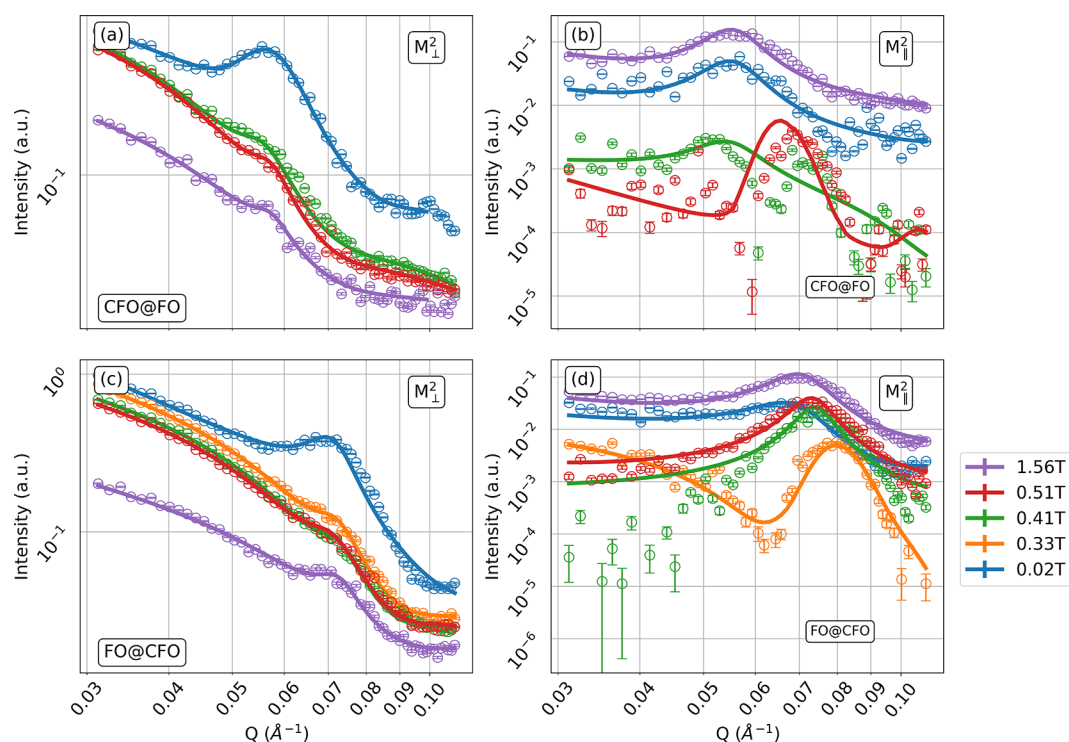 (a)
M²⊥
Intensity (a.u.)
10⁻¹
CFO@FO
(b)
M²∥
Intensity (a.u.)
10⁻¹
10⁻²
10⁻³
10⁻⁴
10⁻⁵
CFO@FO
(c)
M²⊥
Intensity (a.u.)
10⁰
10⁻¹
FO@CFO
0.03
0.04
0.05
0.06
0.07
0.08
0.09
0.10
Q (Å⁻¹)
(d)
M²∥
Intensity (a.u.)
10⁻¹
10⁻²
10⁻³
10⁻⁴
10⁻⁵
10⁻⁶
FO@CFO
0.03
0.04
0.05
0.06
0.07
0.08
0.09
0.10
Q (Å⁻¹)
1.56T
0.51T
0.41T
0.33T
0.02T